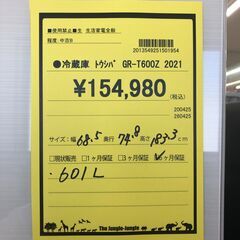 ■使用禁止■生 生活家電全般
程度:中古B
2013549251501954
●冷蔵庫 トウシバ GR-T600Z 2021
¥154,980
(税込)
200425
260425
サイズ:幅 68.5 奥行 74.8 高さ 183.3 cm
□現状販売 □1ヶ月保証 □3ヶ月保証 ☑6ヶ月保証
・601L
The Jungle-Jungle